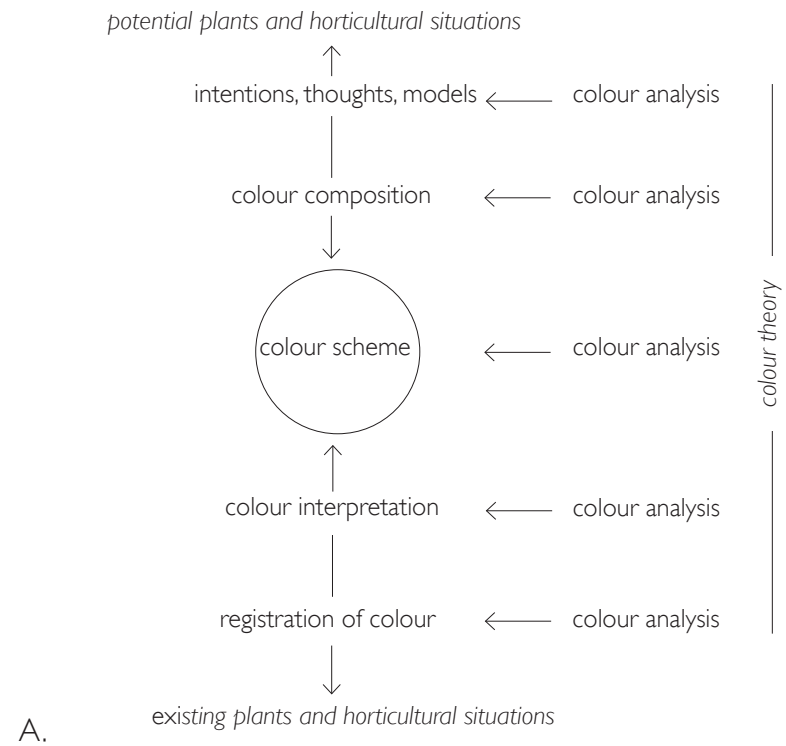 potential plants and horticultural situations
intentions, thoughts, models
colour analysis
colour composition
colour analysis
colour scheme
colour analysis
colour theory
colour interpretation
colour analysis
registration of colour
colour analysis
existing plants and horticultural situations
A.